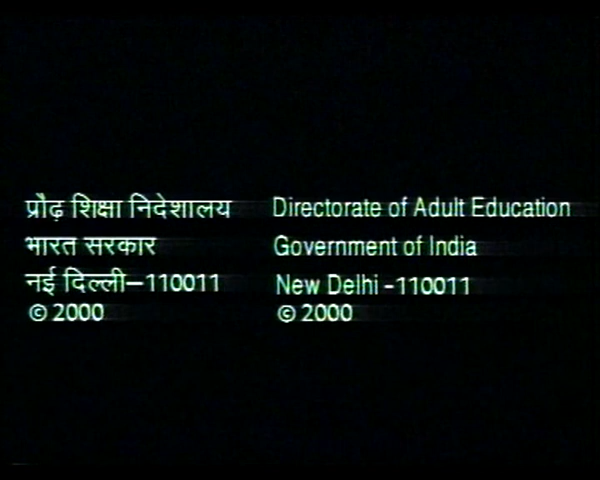 प्रौढ़ शिक्षा निदेशालय
भारत सरकार
नई दिल्ली–110011
© 2000
Directorate of Adult Education
Government of India
New Delhi -110011
© 2000